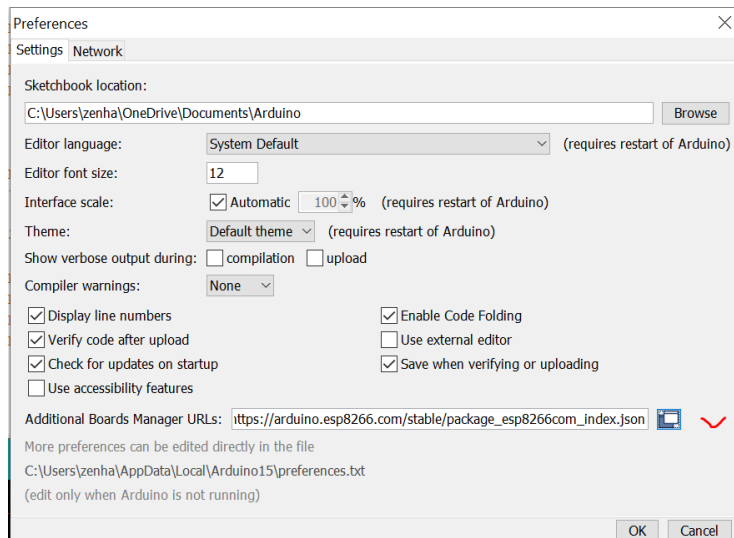 Preferences
Settings Network
Sketchbook location:
C:\Users\zenha\OneDrive\Documents\Arduino Browse
Editor language: System Default (requires restart of Arduino)
Editor font size: 12
Interface scale: Automatic 100 % (requires restart of Arduino)
Theme: Default theme (requires restart of Arduino)
Show verbose output during: compilation upload
Compiler warnings: None
Display line numbers Enable Code Folding
Verify code after upload Use external editor
Check for updates on startup Save when verifying or uploading
Use accessibility features
Additional Boards Manager URLs: ttps://arduino.esp8266.com/stable/package_esp8266com_index.json
More preferences can be edited directly in the file
C:\Users\zenha\AppData\Local\Arduino15\preferences.txt
(edit only when Arduino is not running)
OK Cancel